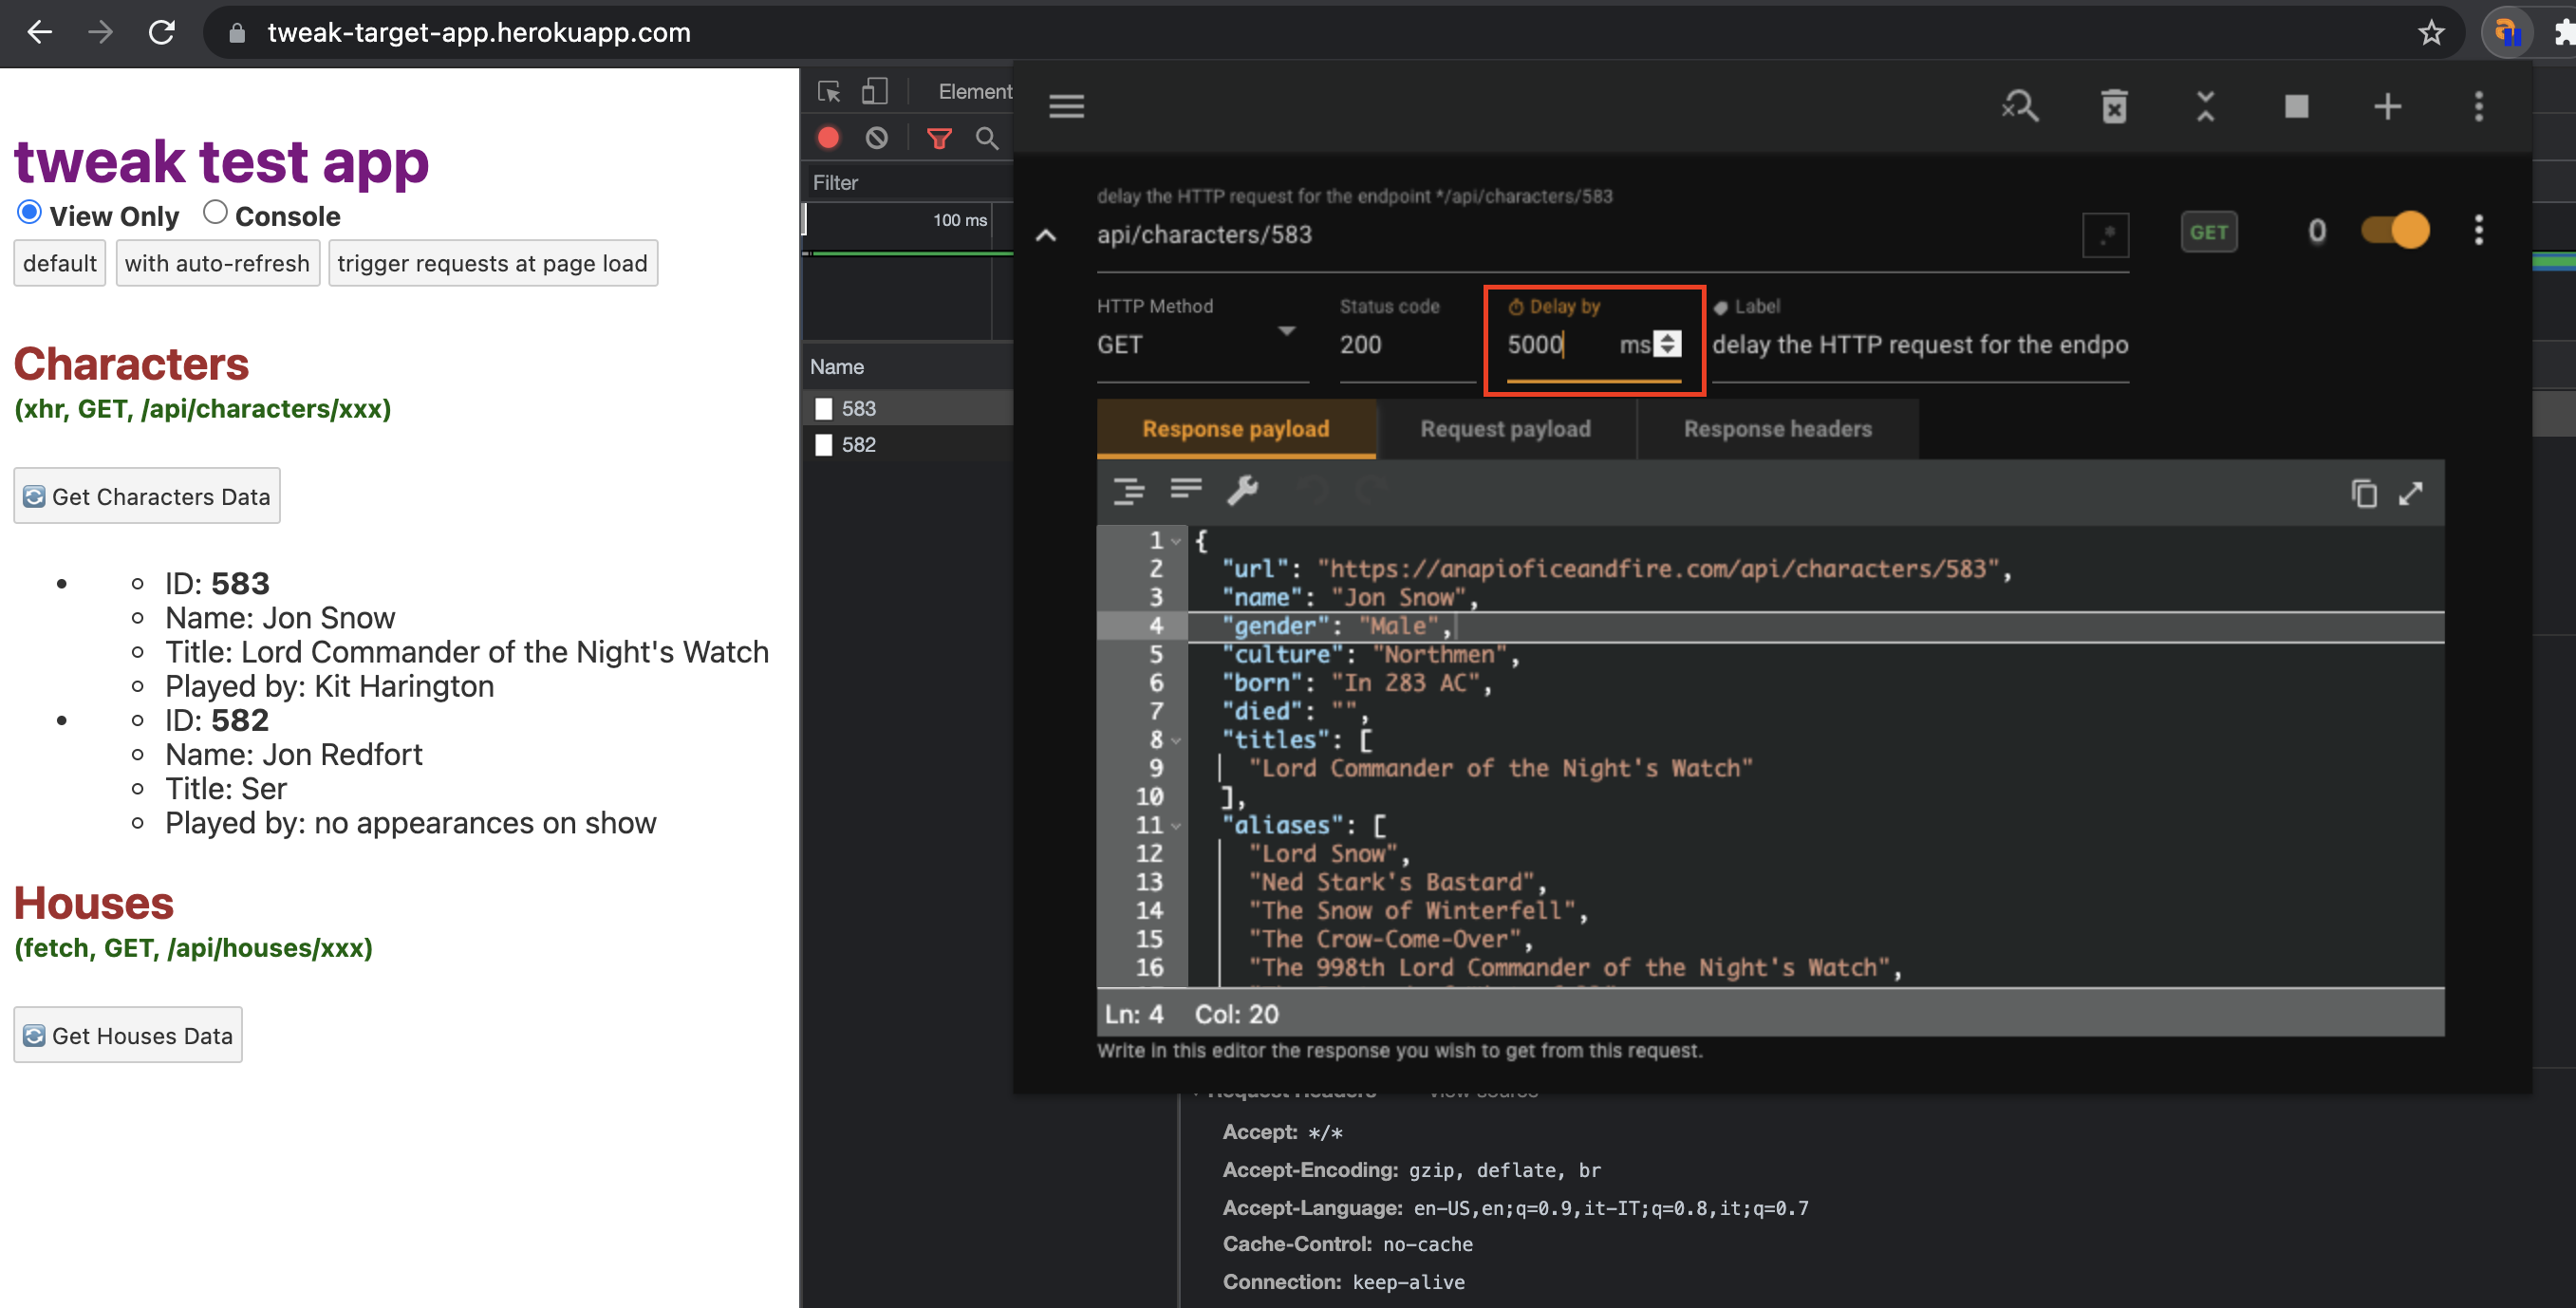 tweak-target-app.herokuapp.com
tweak test app
View Only Console
default with auto-refresh trigger requests at page load
Characters
(xhr, GET, /api/characters/xxx)
Get Characters Data
ID: 583
Name: Jon Snow
Title: Lord Commander of the Night's Watch
Played by: Kit Harington
ID: 582
Name: Jon Redfort
Title: Ser
Played by: no appearances on show
Houses
(fetch, GET, /api/houses/xxx)
Get Houses Data
Element
Filter
100 ms
Name
583
582
delay the HTTP request for the endpoint */api/characters/583
api/characters/583
.*
GET 0
HTTP Method Status code Delay by Label
GET 200 5000 ms delay the HTTP request for the endpo
Response payload Request payload Response headers
1 {
2 "url": "https://anapioficeandfire.com/api/characters/583",
3 "name": "Jon Snow",
4 "gender": "Male",
5 "culture": "Northmen",
6 "born": "In 283 AC",
7 "died": "",
8 "titles": [
9 "Lord Commander of the Night's Watch"
10 ],
11 "aliases": [
12 "Lord Snow",
13 "Ned Stark's Bastard",
14 "The Snow of Winterfell",
15 "The Crow-Come-Over",
16 "The 998th Lord Commander of the Night's Watch",
Ln: 4 Col: 20
Write in this editor the response you wish to get from this request.
Request Headers view source
Accept: */*
Accept-Encoding: gzip, deflate, br
Accept-Language: en-US,en;q=0.9,it-IT;q=0.8,it;q=0.7
Cache-Control: no-cache
Connection: keep-alive